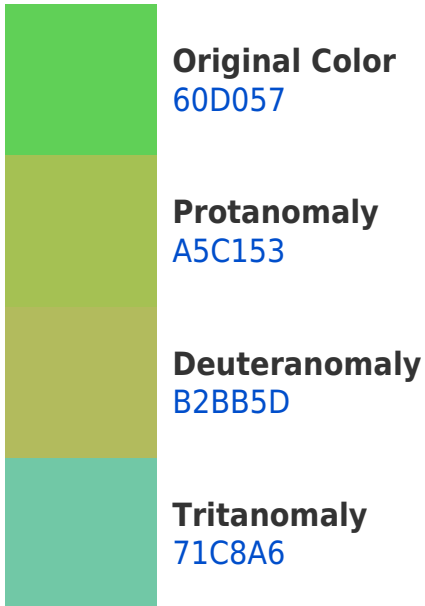 Original Color
60D057
Protanomaly
A5C153
Deuteranomaly
B2BB5D
Tritanomaly
71C8A6